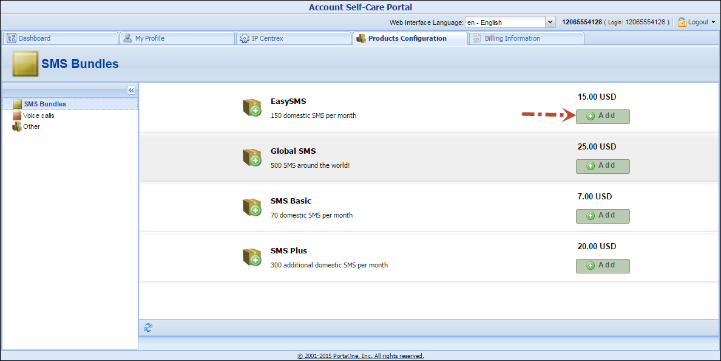 Account Self-Care Portal
Web Interface Language: en - English 12065554128 ( Login: 12065554128 ) Logout
Dashboard My Profile IP Centrex Products Configuration Billing Information
SMS Bundles
SMS Bundles
Voice calls
Other
EasySMS 15.00 USD
150 domestic SMS per month Add
Global SMS 25.00 USD
500 SMS around the world! Add
SMS Basic 7.00 USD
70 domestic SMS per month Add
SMS Plus 20.00 USD
300 additional domestic SMS per month Add
© 2001-2015 PortaOne, Inc. All rights reserved.